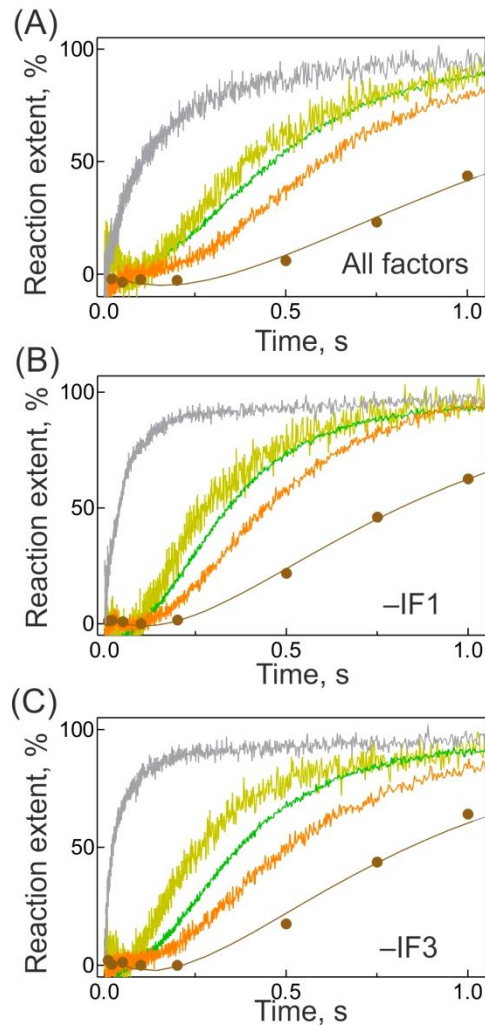 (A)
100
50
0
Reaction extent, %
All factors
0.0 0.5 1.0
Time, s
(B)
100
50
0
Reaction extent, %
–IF1
0.0 0.5 1.0
Time, s
(C)
100
50
0
Reaction extent, %
–IF3
0.0 0.5 1.0
Time, s